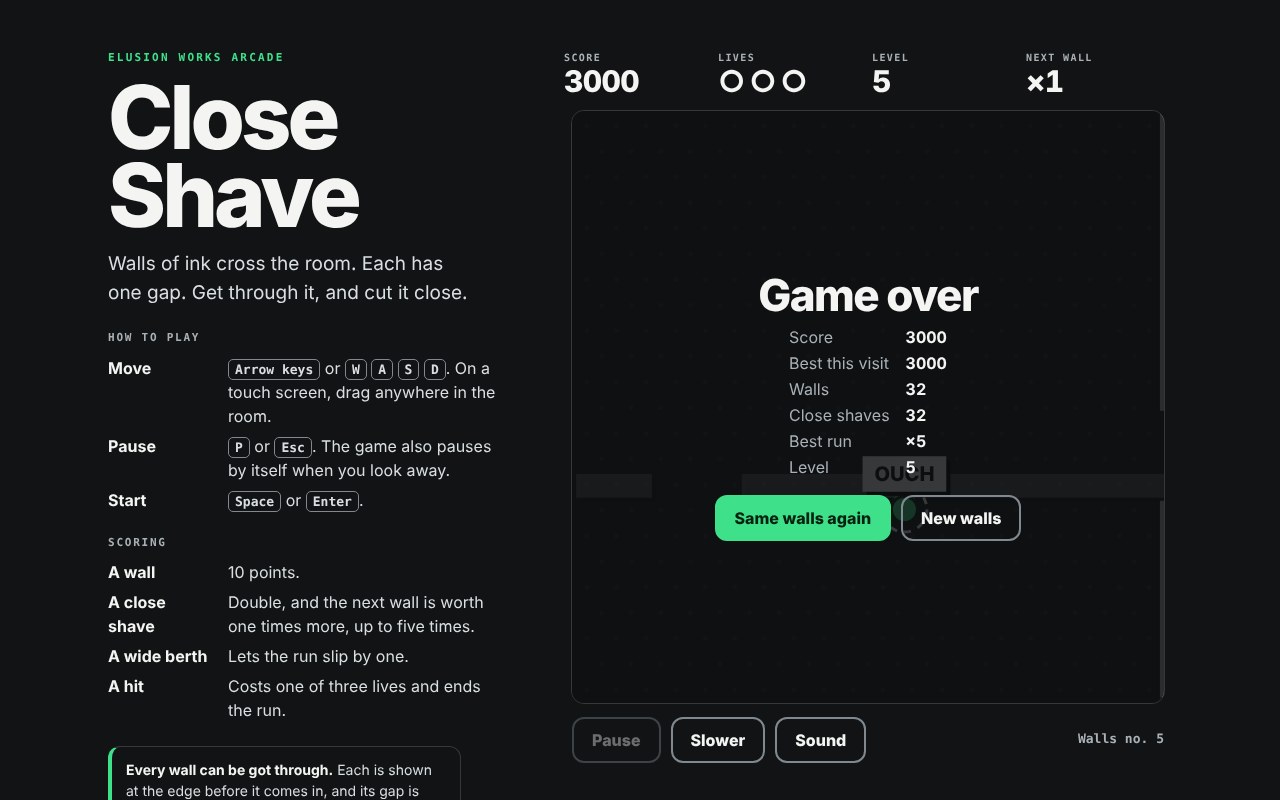 ELUSION WORKS ARCADE
Close
Shave
Walls of ink cross the room. Each has
one gap. Get through it, and cut it close.
HOW TO PLAY
Move Arrow keys or W A S D. On a
touch screen, drag anywhere in the
room.
Pause P or Esc. The game also pauses
by itself when you look away.
Start Space or Enter.
SCORING
A wall 10 points.
A close Double, and the next wall is worth
shave one times more, up to five times.
A wide berth Lets the run slip by one.
A hit Costs one of three lives and ends
the run.
Every wall can be got through. Each is shown
at the edge before it comes in, and its gap is
SCORE LIVES LEVEL NEXT WALL
3000 5 ×1
Game over
Score 3000
Best this visit 3000
Walls 32
Close shaves 32
Best run ×5
Level 5
OUCH
Same walls again New walls
Pause Slower Sound Walls no. 5